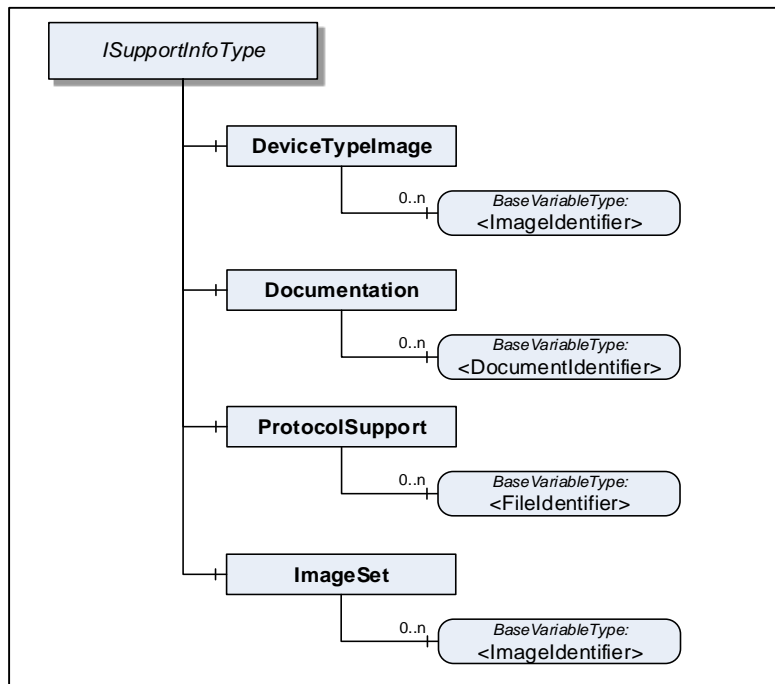 ISupportInfoType
DeviceTypeImage
0..n
BaseVariableType:
<ImageIdentifier>
Documentation
0..n
BaseVariableType:
<DocumentIdentifier>
ProtocolSupport
0..n
BaseVariableType:
<FileIdentifier>
ImageSet
0..n
BaseVariableType:
<ImageIdentifier>